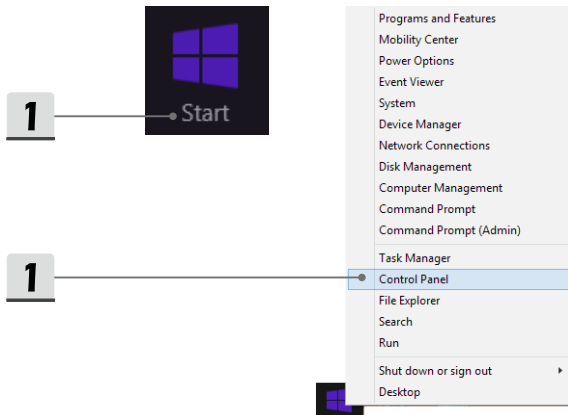 1
Start
Programs and Features
Mobility Center
Power Options
Event Viewer
System
Device Manager
Network Connections
Disk Management
Computer Management
Command Prompt
Command Prompt (Admin)
Task Manager
1
Control Panel
File Explorer
Search
Run
Shut down or sign out
Desktop